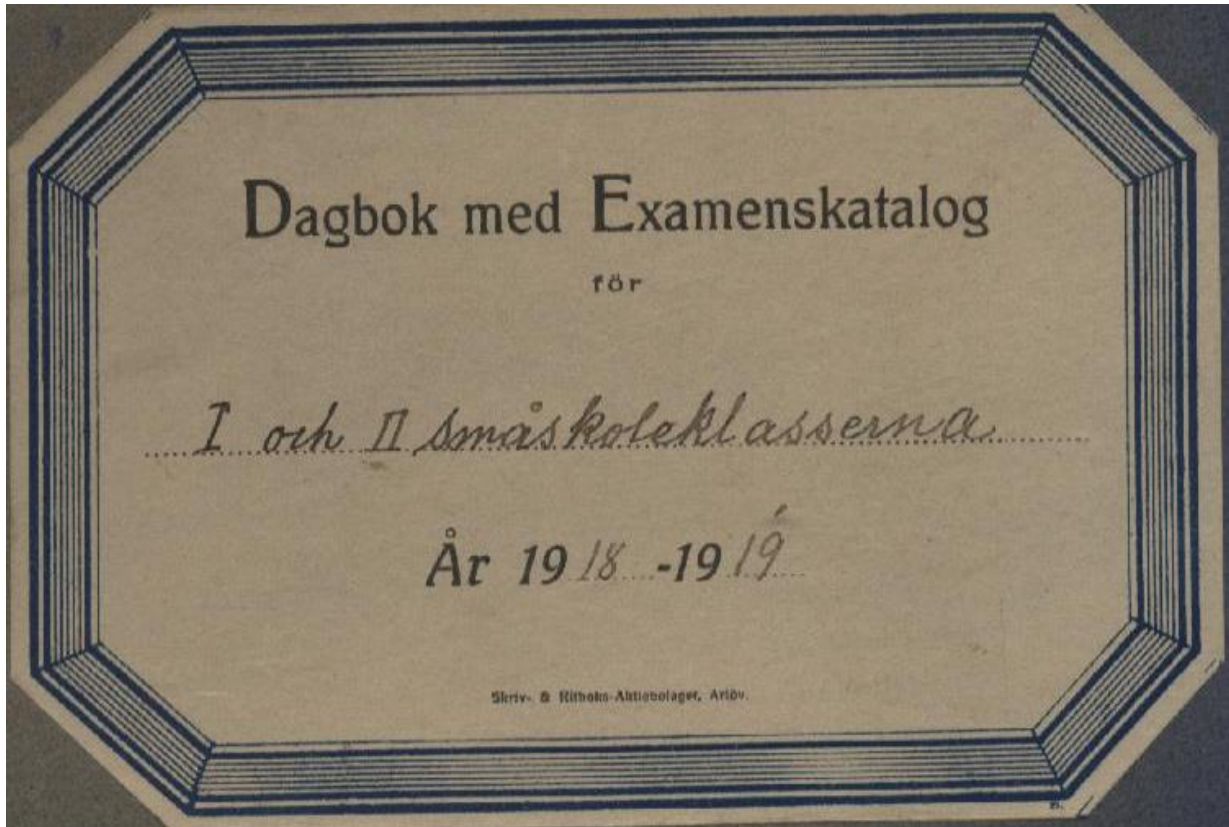 Dagbok med Examenskatalog
för
I och II småskoleklasserna
År 1918-1919
Skriv- & Ritboks-Aktiebolaget, Arlöv.